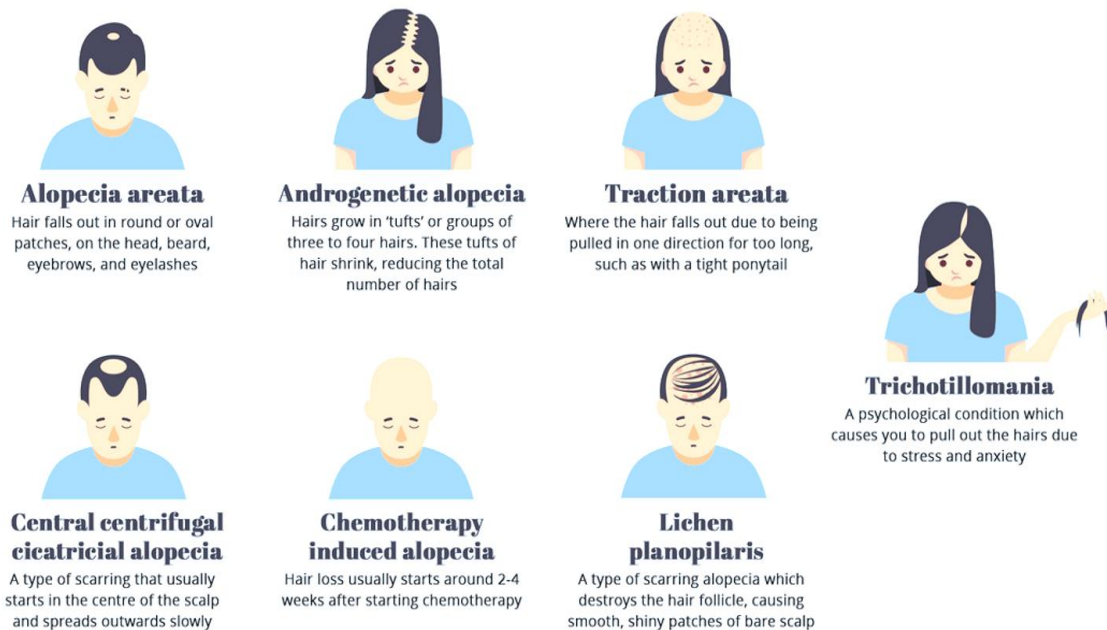 Alopecia areata
Hair falls out in round or oval
patches, on the head, beard,
eyebrows, and eyelashes
Androgenetic alopecia
Hairs grow in ‘tufts’ or groups of
three to four hairs. These tufts of
hair shrink, reducing the total
number of hairs
Traction areata
Where the hair falls out due to being
pulled in one direction for too long,
such as with a tight ponytail
Trichotillomania
A psychological condition which
causes you to pull out the hairs due
to stress and anxiety
Central centrifugal
cicatricial alopecia
A type of scarring that usually
starts in the centre of the scalp
and spreads outwards slowly
Chemotherapy
induced alopecia
Hair loss usually starts around 2-4
weeks after starting chemotherapy
Lichen
planopilaris
A type of scarring alopecia which
destroys the hair follicle, causing
smooth, shiny patches of bare scalp